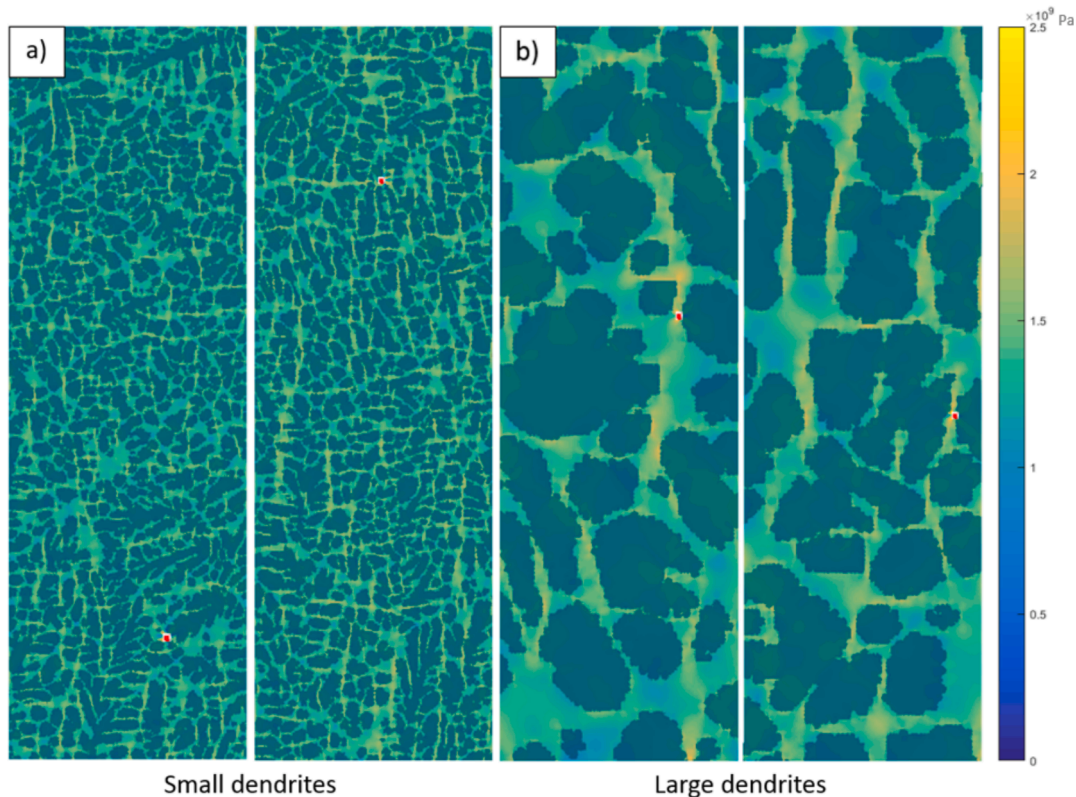 a)
b)
×10⁹ Pa
2.5
2
1.5
1
0.5
0
Small dendrites
Large dendrites